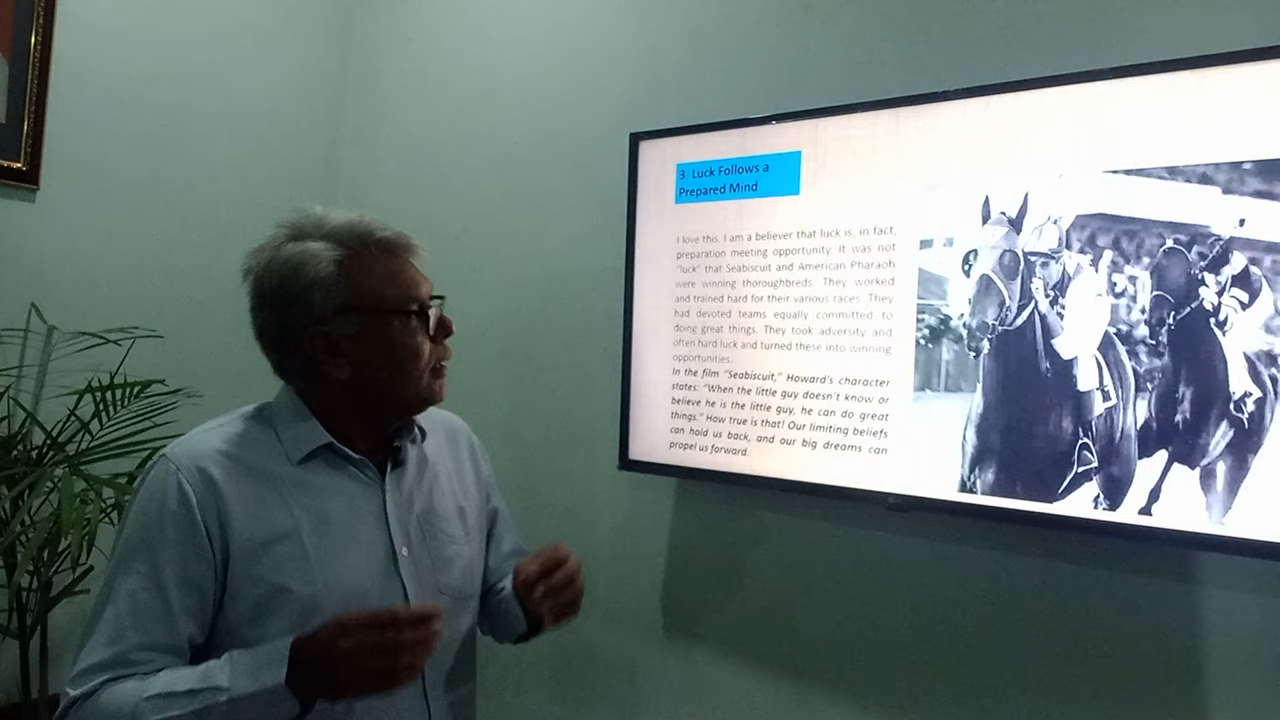 3 Luck Follows a
Prepared Mind
I love this. I am a believer that luck is, in fact,
preparation meeting opportunity. It was not
"luck" that Seabiscuit and American Pharaoh
were winning thoroughbreds. They worked
and trained hard for their various races. They
had devoted teams equally committed to
doing great things. They took adversity and
often hard luck and turned these into winning
opportunities.
In the film "Seabiscuit," Howard's character
states: "When the little guy doesn't know or
believe he is the little guy, he can do great
things." How true is that! Our limiting beliefs
can hold us back, and our big dreams can
propel us forward.